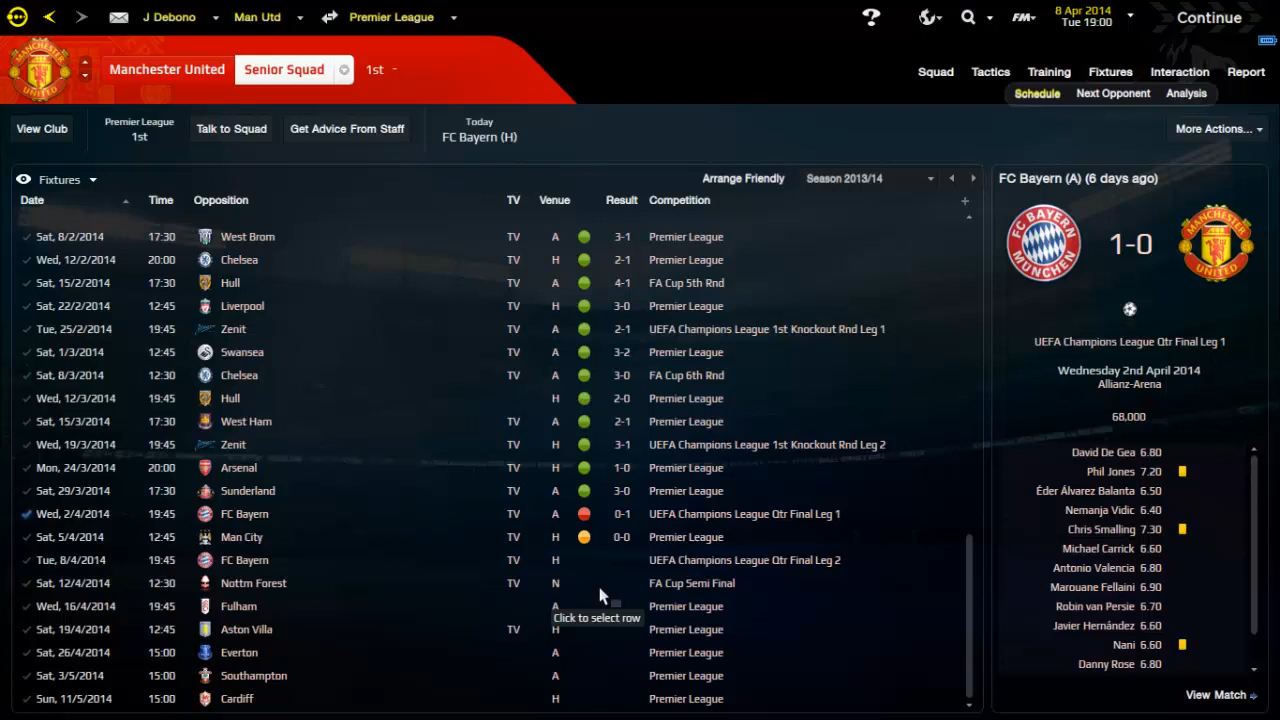 J Debono Man Utd Premier League FM 8 Apr 2014 Continue
Tue 19:00
Manchester United Senior Squad 1st -
Squad Tactics Training Fixtures Interaction Report
Schedule Next Opponent Analysis
View Club Premier League Talk to Squad Get Advice From Staff Today More Actions...
1st FC Bayern (H)
Fixtures Arrange Friendly Season 2013/14
Date Time Opposition TV Venue Result Competition
Sat, 8/2/2014 17:30 West Brom TV A 3-1 Premier League
Wed, 12/2/2014 20:00 Chelsea TV H 2-1 Premier League
Sat, 15/2/2014 17:30 Hull TV A 4-1 FA Cup 5th Rnd
Sat, 22/2/2014 12:45 Liverpool TV H 3-0 Premier League
Tue, 25/2/2014 19:45 Zenit TV A 2-1 UEFA Champions League 1st Knockout Rnd Leg 1
Sat, 1/3/2014 12:45 Swansea TV A 3-2 Premier League
Sat, 8/3/2014 12:30 Chelsea TV A 3-0 FA Cup 6th Rnd
Wed, 12/3/2014 19:45 Hull H 2-0 Premier League
Sat, 15/3/2014 17:30 West Ham TV A 2-1 Premier League
Wed, 19/3/2014 19:45 Zenit TV H 3-1 UEFA Champions League 1st Knockout Rnd Leg 2
Mon, 24/3/2014 20:00 Arsenal TV H 1-0 Premier League
Sat, 29/3/2014 17:30 Sunderland TV A 3-0 Premier League
Wed, 2/4/2014 19:45 FC Bayern TV A 0-1 UEFA Champions League Qtr Final Leg 1
Sat, 5/4/2014 12:45 Man City TV H 0-0 Premier League
Tue, 8/4/2014 19:45 FC Bayern TV H UEFA Champions League Qtr Final Leg 2
Sat, 12/4/2014 12:30 Nottm Forest TV N FA Cup Semi Final
Wed, 16/4/2014 19:45 Fulham A Premier League
Click to select row
Sat, 19/4/2014 12:45 Aston Villa TV H Premier League
Sat, 26/4/2014 15:00 Everton A Premier League
Sat, 3/5/2014 15:00 Southampton A Premier League
Sun, 11/5/2014 15:00 Cardiff H Premier League
FC Bayern (A) (6 days ago)
FC BAYERN MÜNCHEN 1-0 MANCHESTER UNITED
UEFA Champions League Qtr Final Leg 1
Wednesday 2nd April 2014
Allianz-Arena
68,000
David De Gea 6.80
Phil Jones 7.20
Éder Álvarez Balanta 6.50
Nemanja Vidic 6.40
Chris Smalling 7.30
Michael Carrick 6.60
Antonio Valencia 6.80
Marouane Fellaini 6.90
Robin van Persie 6.70
Javier Hernández 6.60
Nani 6.60
Danny Rose 6.80
View Match